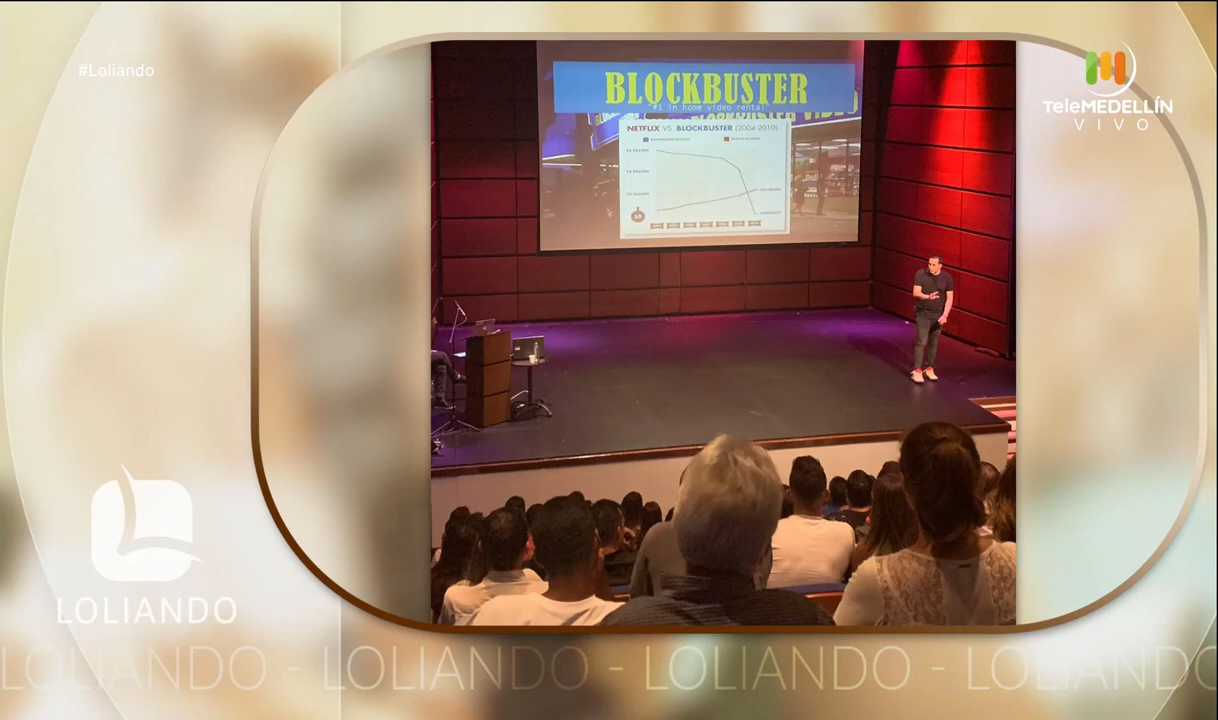 #Loliando
TeleMEDELLÍN
VIVO
BLOCKBUSTER
"#1 in home video rental"
NETFLIX VS BLOCKBUSTER (2004-2010)
LOLIANDO
LOLIANDO - LOLIANDO - LOLIANDO - LOLIANDO